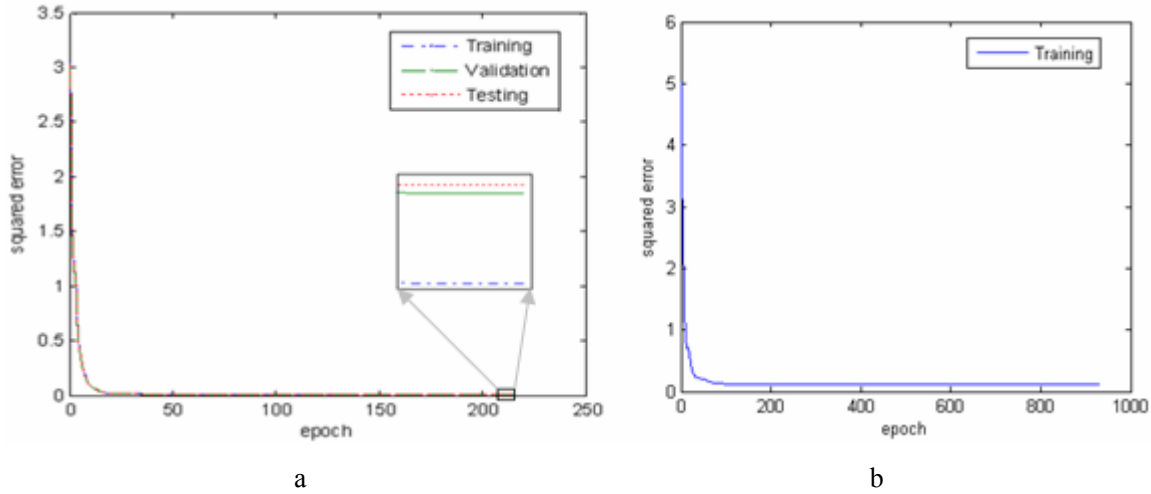 3.5
3
2.5
2
1.5
1
0.5
0
squared error
0 50 100 150 200 250
epoch
Training
Validation
Testing
a
6
5
4
3
2
1
0
squared error
0 200 400 600 800 1000
epoch
Training
b